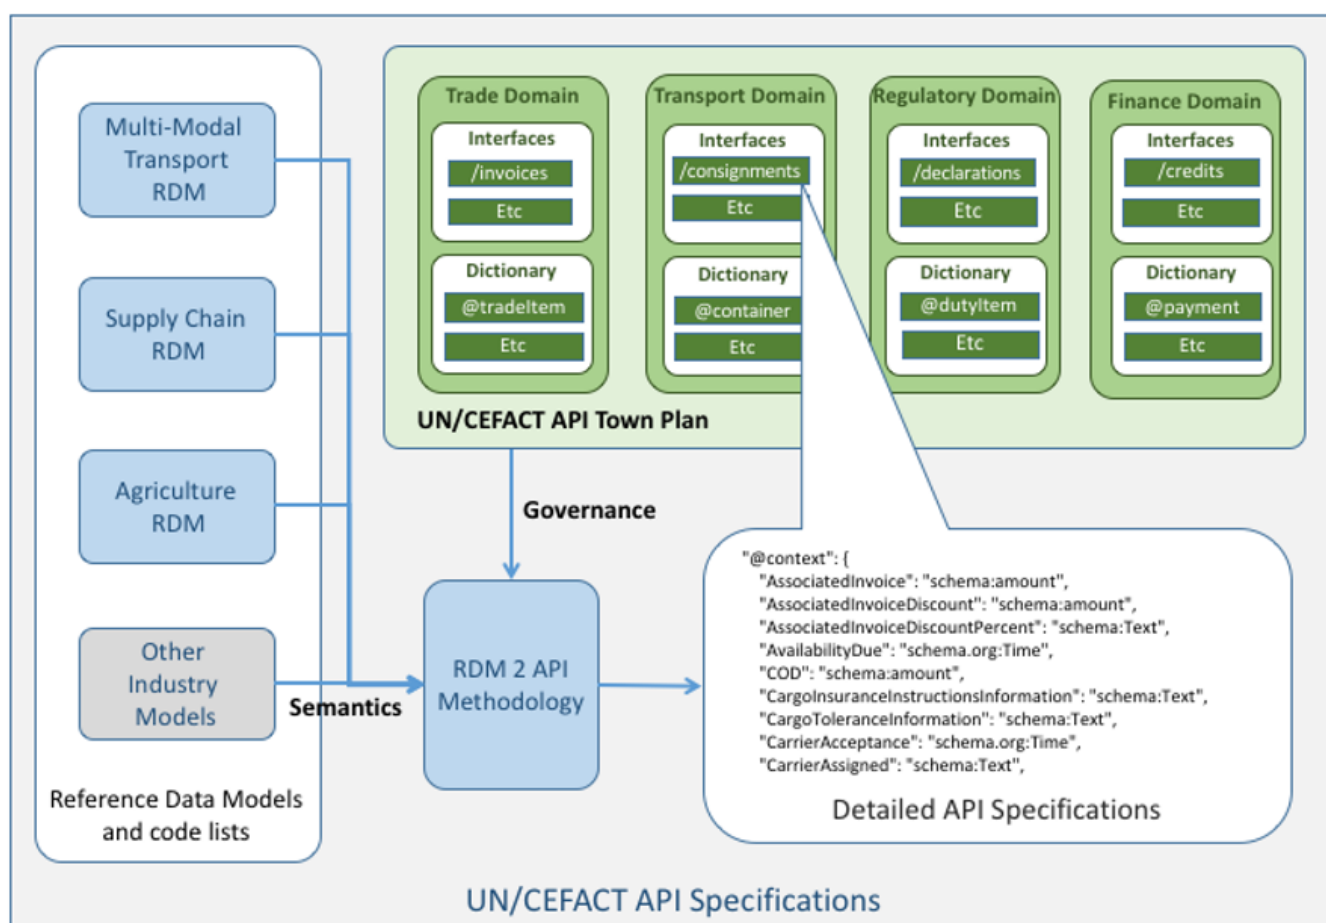 Multi-Modal
Transport
RDM
Supply Chain
RDM
Agriculture
RDM
Other
Industry
Models
Reference Data Models
and code lists
Trade Domain
Interfaces
/invoices
Etc
Dictionary
@tradeItem
Etc
Transport Domain
Interfaces
/consignments
Etc
Dictionary
@container
Etc
Regulatory Domain
Interfaces
/declarations
Etc
Dictionary
@dutyItem
Etc
Finance Domain
Interfaces
/credits
Etc
Dictionary
@payment
Etc
UN/CEFACT API Town Plan
Governance
Semantics
RDM 2 API
Methodology
"@context": {
"AssociatedInvoice": "schema:amount",
"AssociatedInvoiceDiscount": "schema:amount",
"AssociatedInvoiceDiscountPercent": "schema:Text",
"AvailabilityDue": "schema.org:Time",
"COD": "schema:amount",
"CargoInsuranceInstructionsInformation": "schema:Text",
"CargoToleranceInformation": "schema:Text",
"CarrierAcceptance": "schema.org:Time",
"CarrierAssigned": "schema:Text",
Detailed API Specifications
UN/CEFACT API Specifications